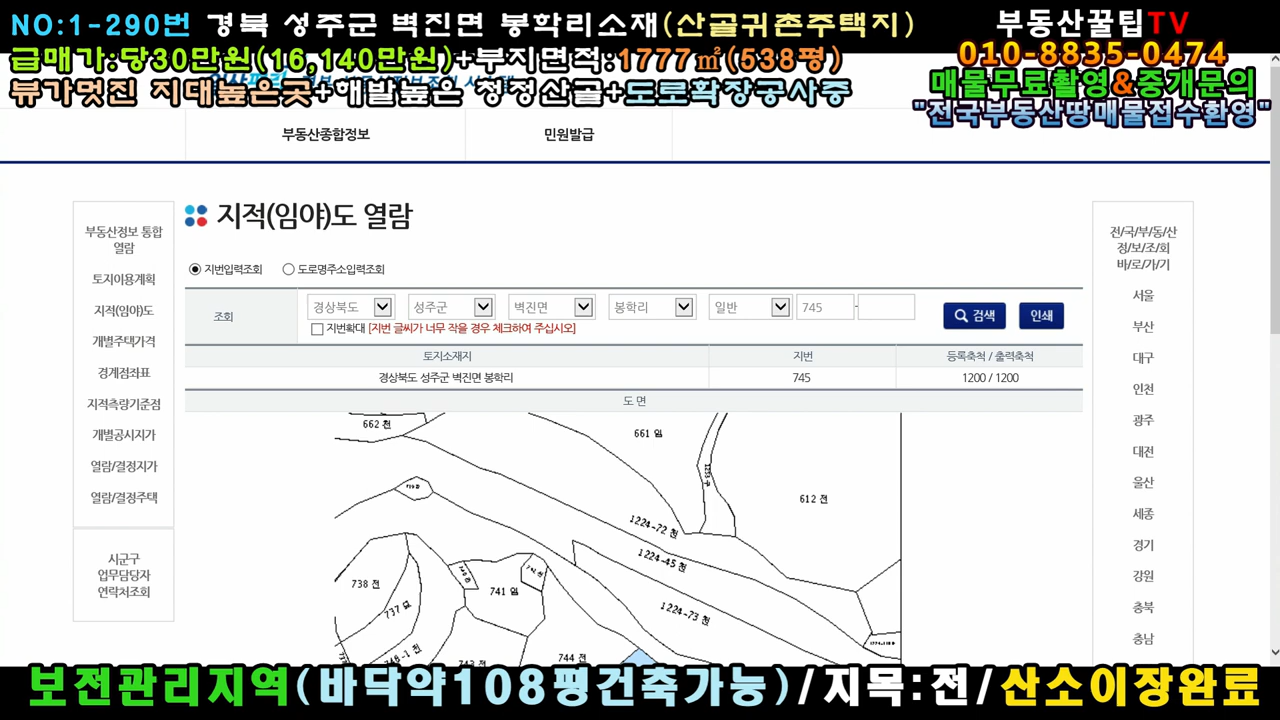 NO:1-290번 경북 성주군 벽진면 봉학리소재(산골귀촌주택지)
급매가:당30만원(16,140만원)+부지면적:1777㎡(538평)
뷰가멋진 지대높은곳+해발높은 청정산골+도로확장공사중
부동산꿀팁TV
010-8835-0474
매물무료촬영&중개문의
"전국부동산땅매물접수환영"
부동산종합정보 민원발급
부동산정보 통합
열람
토지이용계획
지적(임야)도
개별주택가격
경계점좌표
지적측량기준점
개별공시지가
열람/결정지가
열람/결정주택
시군구
업무담당자
연락처조회
지적(임야)도 열람
지번입력조회 도로명주소입력조회
조회 경상북도 성주군 벽진면 봉학리 일반 745 - 검색 인쇄
지번확대 [지번 글씨가 너무 작을 경우 체크하여 주십시오]
토지소재지 지번 등록축척 / 출력축척
경상북도 성주군 벽진면 봉학리 745 1200 / 1200
도 면
662 천
661 임
612 전
1224-72 천
1224-45 천
1224-73 천
738 전
737 묘
741 임
744 전
전/국/부/동/산
정/보/조/회
바/로/가/기
서울
부산
대구
인천
광주
대전
울산
세종
경기
강원
충북
충남
보전관리지역(바닥약108평건축가능)/지목:전/산소이장완료